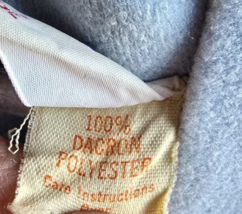 100%
DACRON
POLYESTER
Care Instructions